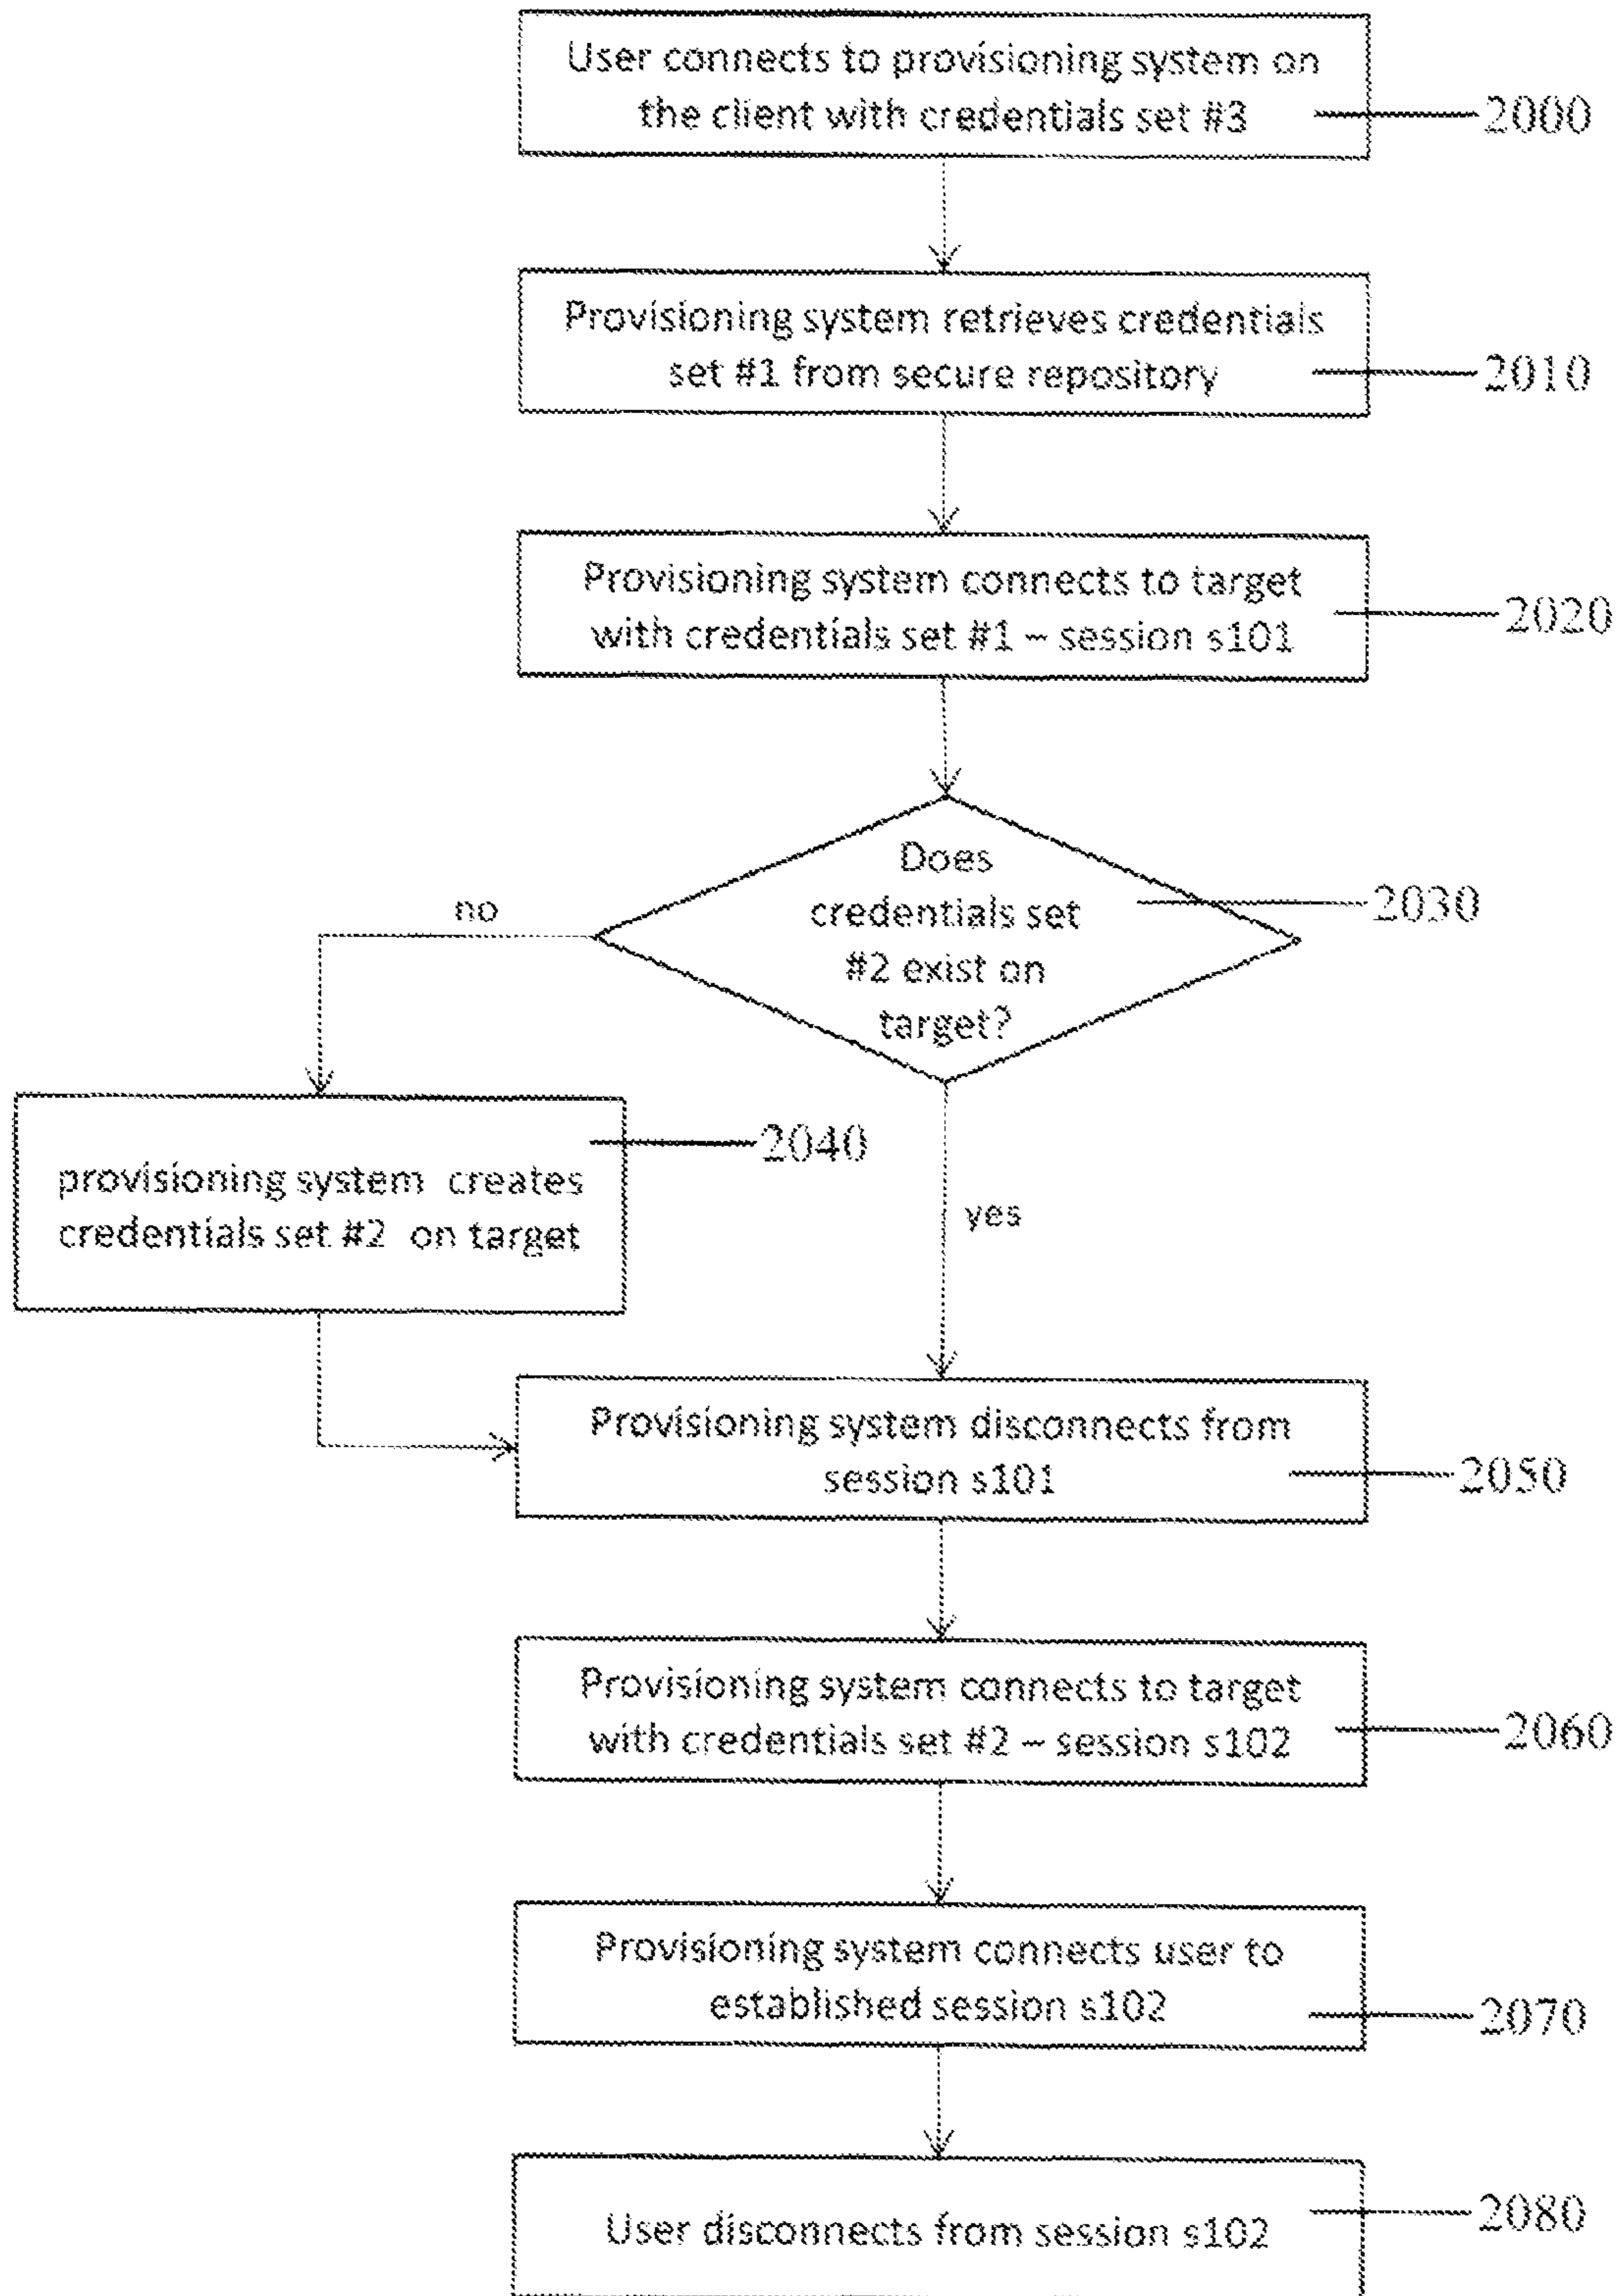 User connects to provisioning system on
the client with credentials set #3
2000
Provisioning system retrieves credentials
set #1 from secure repository
2010
Provisioning system connects to target
with credentials set #1 – session s101
2020
Does
credentials set
#2 exist on
target?
2030
no
provisioning system creates
credentials set #2 on target
2040
yes
Provisioning system disconnects from
session s101
2050
Provisioning system connects to target
with credentials set #2 – session s102
2060
Provisioning system connects user to
established session s102
2070
User disconnects from session s102
2080